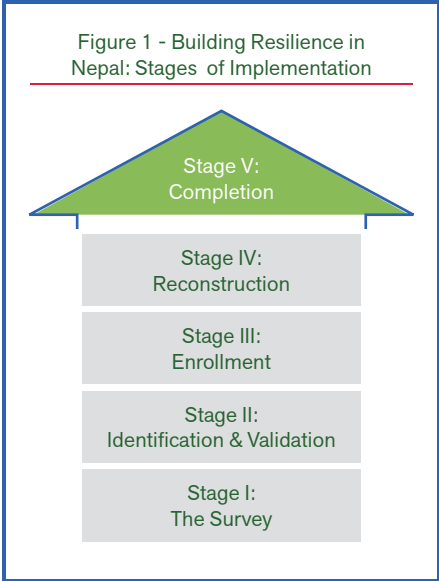 Figure 1 - Building Resilience in
Nepal: Stages of Implementation
Stage V:
Completion
Stage IV:
Reconstruction
Stage III:
Enrollment
Stage II:
Identification & Validation
Stage I:
The Survey